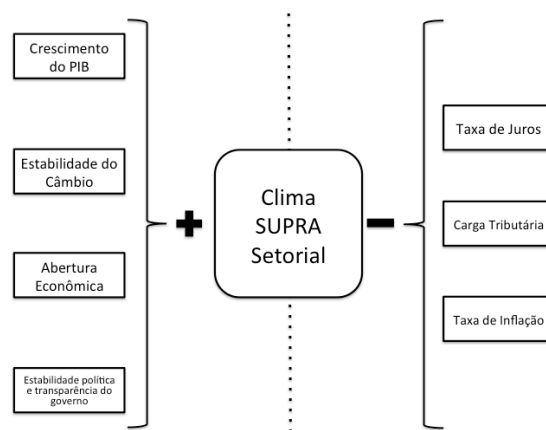 Crescimento
do PIB
Estabilidade do
Câmbio
Abertura
Econômica
Estabilidade política
e transparência do
governo
+
Clima
SUPRA
Setorial
-
Taxa de Juros
Carga Tributária
Taxa de Inflação